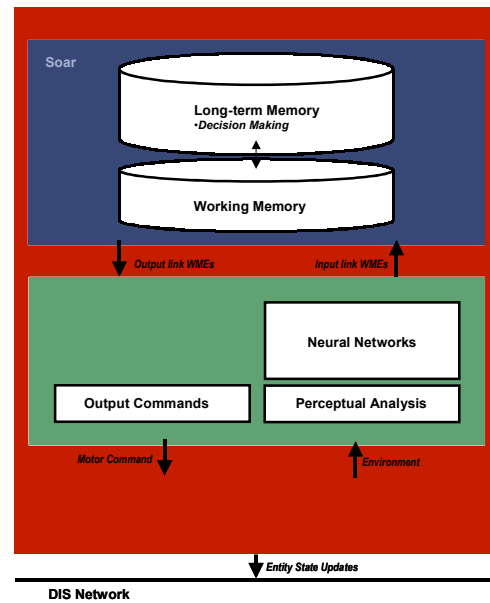 Soar
Long-term Memory
•Decision Making
Working Memory
Output link WMEs
Input link WMEs
Neural Networks
Output Commands
Perceptual Analysis
Motor Command
Environment
Entity State Updates
DIS Network